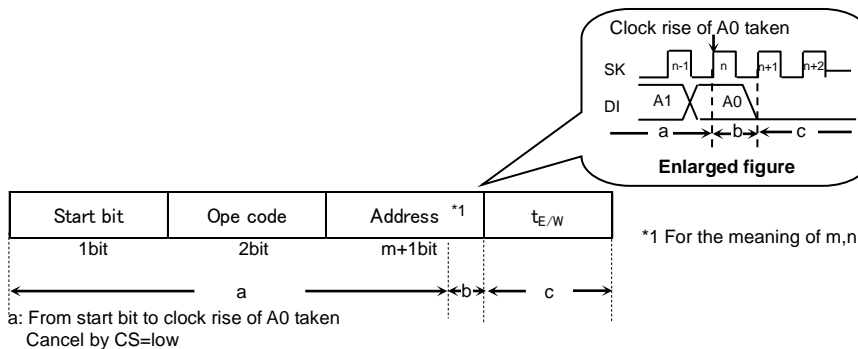 Clock rise of A0 taken
SK
n-1
n
n+1
n+2
DI
A1
A0
a
b
c
Enlarged figure
Start bit
Ope code
Address *1
tE/W
1bit
2bit
m+1bit
*1 For the meaning of m,n
a
b
c
a: From start bit to clock rise of A0 taken
Cancel by CS=low